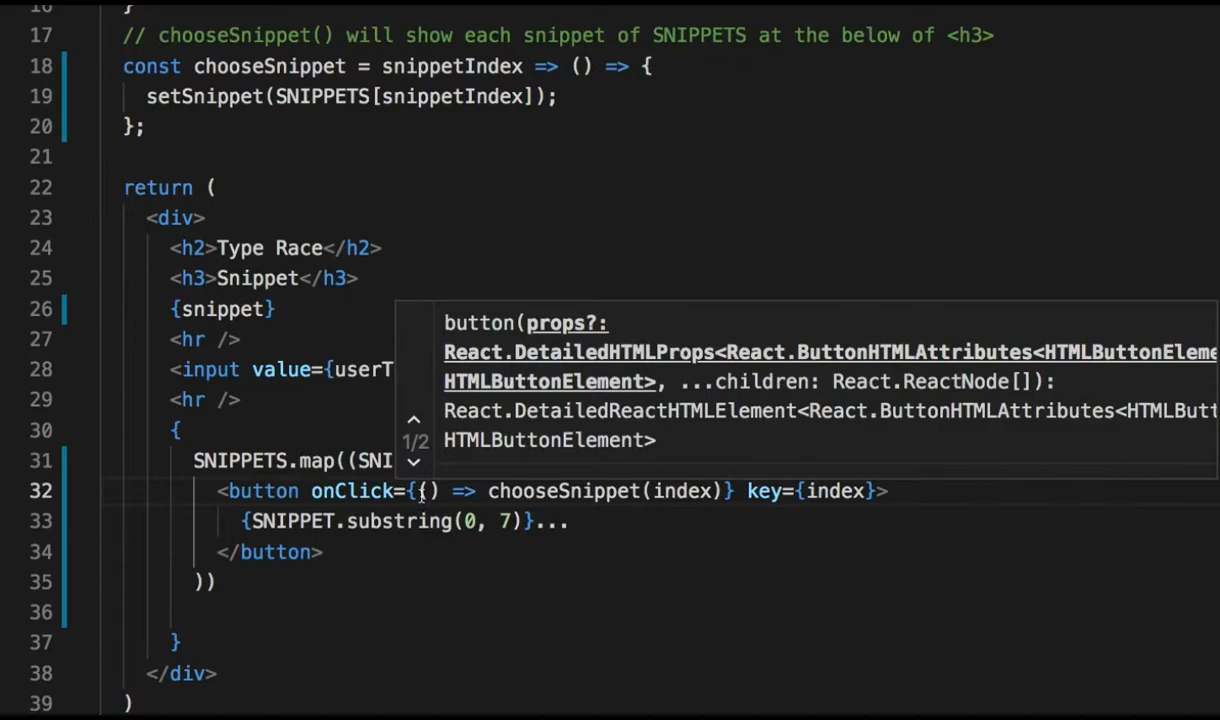 16 }
17 // chooseSnippet() will show each snippet of SNIPPETS at the below of <h3>
18 const chooseSnippet = snippetIndex => () => {
19 setSnippet(SNIPPETS[snippetIndex]);
20 };
21
22 return (
23 <div>
24 <h2>Type Race</h2>
25 <h3>Snippet</h3>
26 {snippet}
27 <hr />
28 <input value={userT
29 <hr />
30 {
31 SNIPPETS.map((SNI
32 <button onClick={() => chooseSnippet(index)} key={index}>
33 {SNIPPET.substring(0, 7)}...
34 </button>
35 ))
36
37 }
38 </div>
39 )
button(props?:
React.DetailedHTMLProps<React.ButtonHTMLAttributes<HTMLButtonEleme
HTMLButtonElement>, ...children: React.ReactNode[]):
React.DetailedReactHTMLElement<React.ButtonHTMLAttributes<HTMLButt
HTMLButtonElement>
1/2